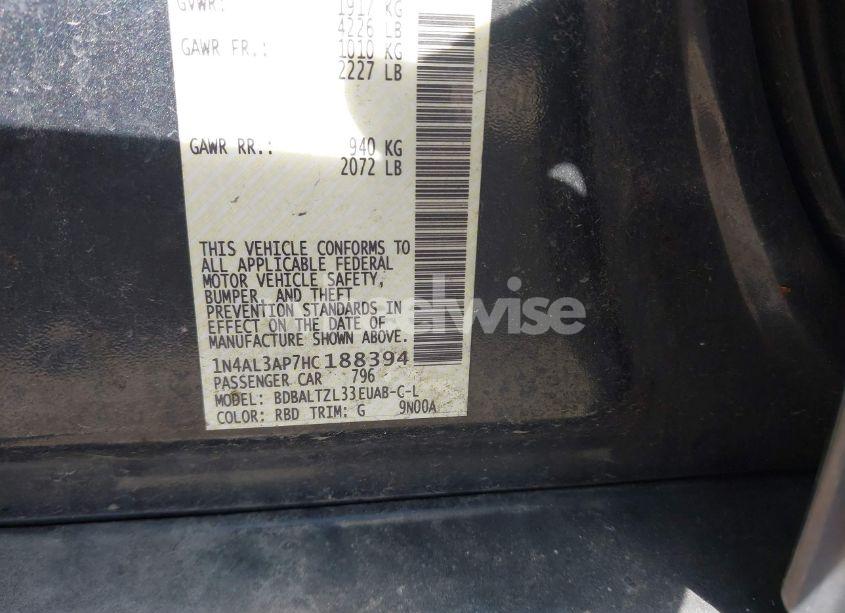 GVWR: 1917 KG
4226 LB
GAWR FR.: 1010 KG
2227 LB
GAWR RR.: 940 KG
2072 LB
THIS VEHICLE CONFORMS TO
ALL APPLICABLE FEDERAL
MOTOR VEHICLE SAFETY,
BUMPER, AND THEFT
PREVENTION STANDARDS IN
EFFECT ON THE DATE OF
MANUFACTURE SHOWN ABOVE.
1N4AL3AP7HC188394
PASSENGER CAR 796
MODEL: BDBALTZL33EUAB-C-L
COLOR: RBD TRIM: G 9N00A